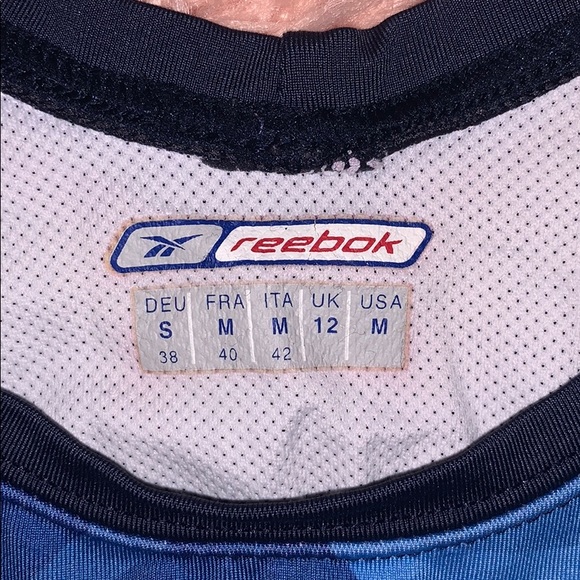 reebok
DEU FRA ITA UK USA
S M M 12 M
38 40 42